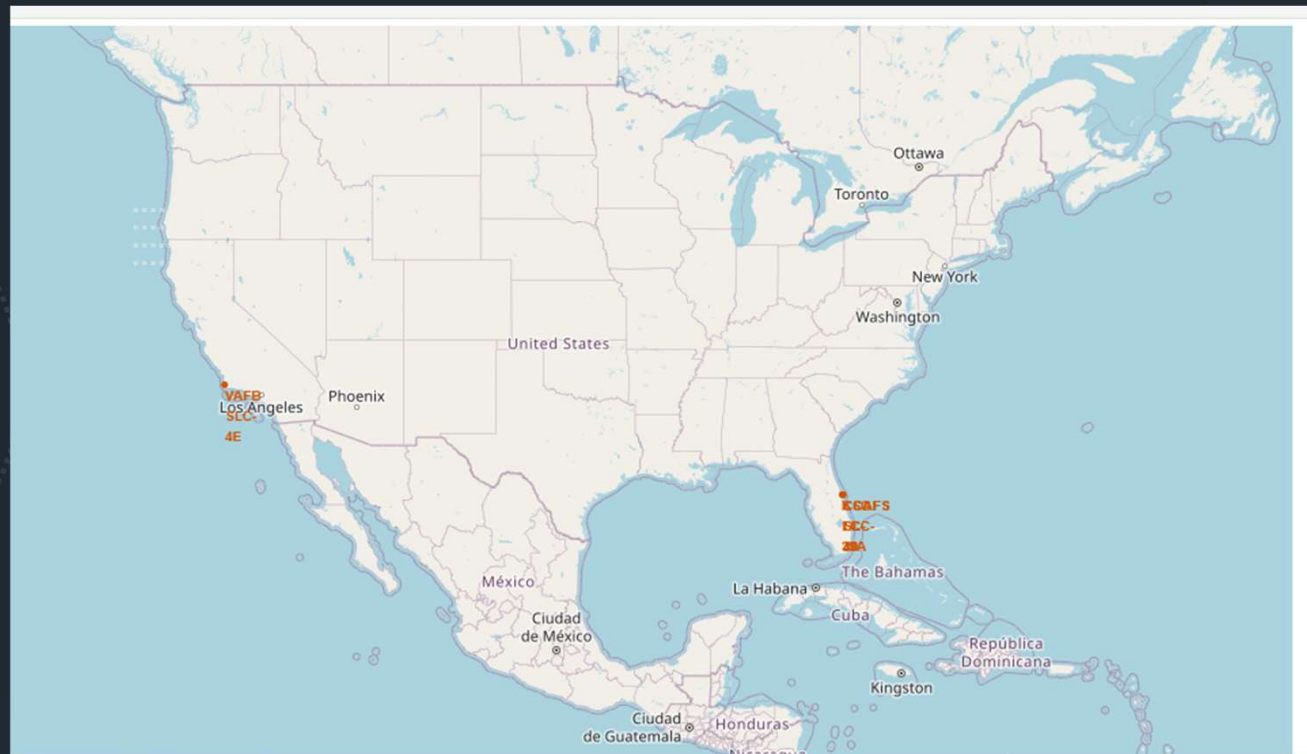 Ottawa
Toronto
New York
Washington
United States
VAFB
Los Angeles
SLC-
4E
Phoenix
México
Ciudad
de México
La Habana
The Bahamas
Cuba
República
Dominicana
Kingston
Ciudad
de Guatemala
Honduras
Nicaragua